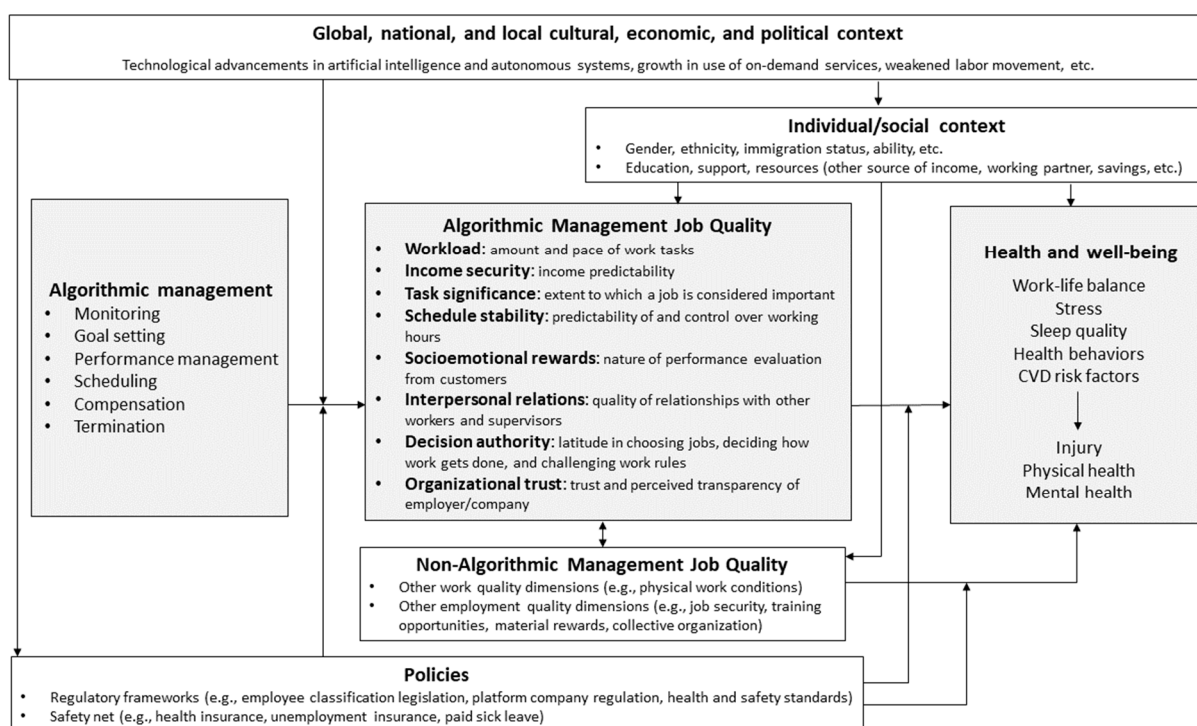 Global, national, and local cultural, economic, and political context
Technological advancements in artificial intelligence and autonomous systems, growth in use of on-demand services, weakened labor movement, etc.
Individual/social context
• Gender, ethnicity, immigration status, ability, etc.
• Education, support, resources (other source of income, working partner, savings, etc.)
Algorithmic management
• Monitoring
• Goal setting
• Performance management
• Scheduling
• Compensation
• Termination
Algorithmic Management Job Quality
• Workload: amount and pace of work tasks
• Income security: income predictability
• Task significance: extent to which a job is considered important
• Schedule stability: predictability of and control over working
hours
• Socioemotional rewards: nature of performance evaluation
from customers
• Interpersonal relations: quality of relationships with other
workers and supervisors
• Decision authority: latitude in choosing jobs, deciding how
work gets done, and challenging work rules
• Organizational trust: trust and perceived transparency of
employer/company
Health and well-being
Work-life balance
Stress
Sleep quality
Health behaviors
CVD risk factors
Injury
Physical health
Mental health
Non-Algorithmic Management Job Quality
• Other work quality dimensions (e.g., physical work conditions)
• Other employment quality dimensions (e.g., job security, training
opportunities, material rewards, collective organization)
Policies
• Regulatory frameworks (e.g., employee classification legislation, platform company regulation, health and safety standards)
• Safety net (e.g., health insurance, unemployment insurance, paid sick leave)